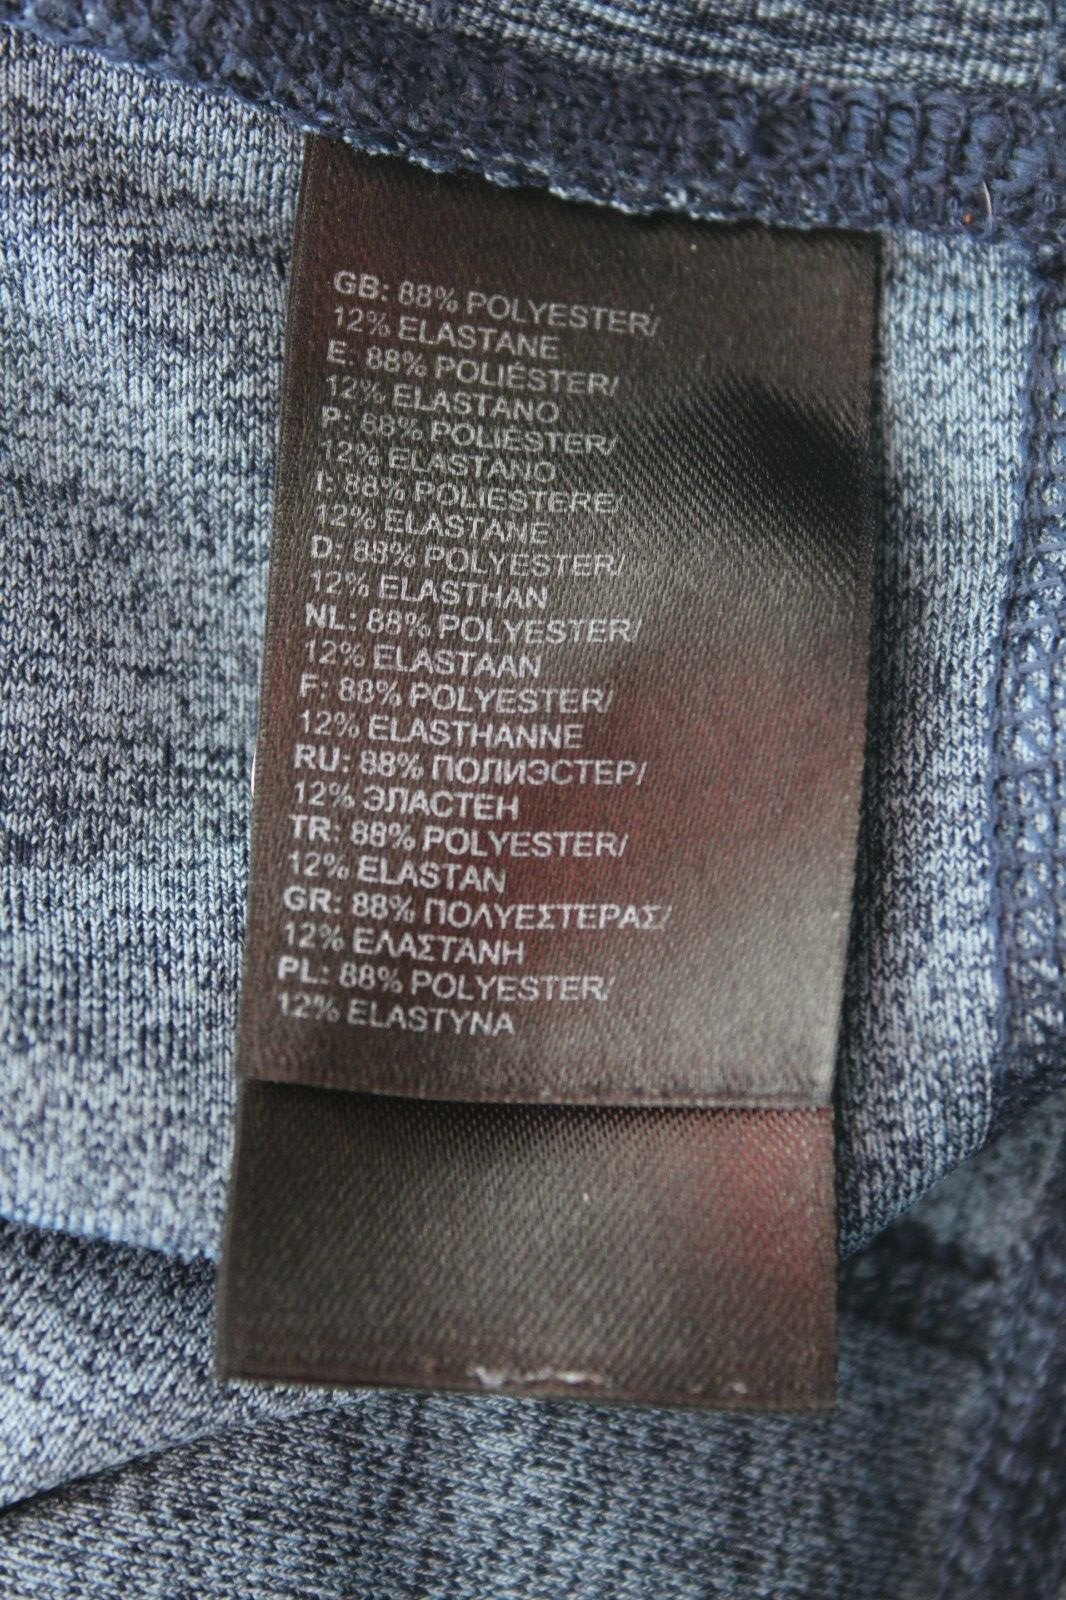 GB: 88% POLYESTER/
12% ELASTANE
E: 88% POLIÉSTER/
12% ELASTANO
P: 88% POLIÉSTER/
12% ELASTANO
I: 88% POLIESTERE/
12% ELASTANE
D: 88% POLYESTER/
12% ELASTHAN
NL: 88% POLYESTER/
12% ELASTAAN
F: 88% POLYESTER/
12% ELASTHANNE
RU: 88% ПОЛИЭСТЕР/
12% ЭЛАСТЕН
TR: 88% POLYESTER/
12% ELASTAN
GR: 88% ΠΟΛΥΕΣΤΕΡΑΣ/
12% ΕΛΑΣΤΑΝΗ
PL: 88% POLYESTER/
12% ELASTYNA